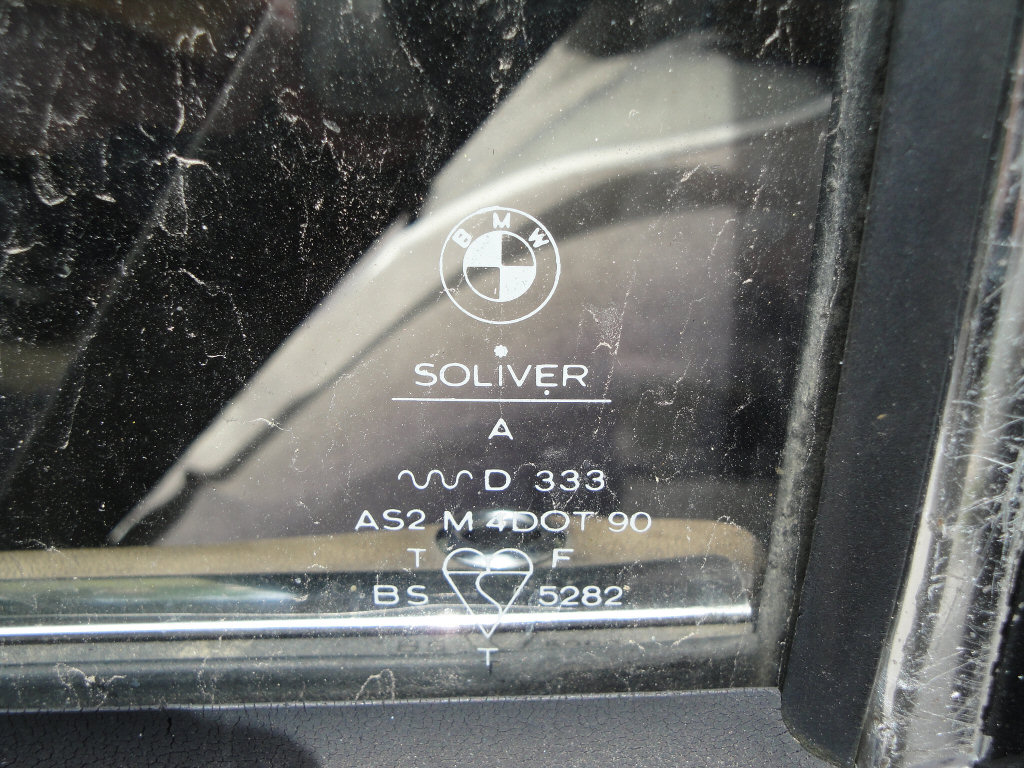 BMW
SOLIVER
A
D 333
AS2 M 4DOT 90
T F
BS 5282
T